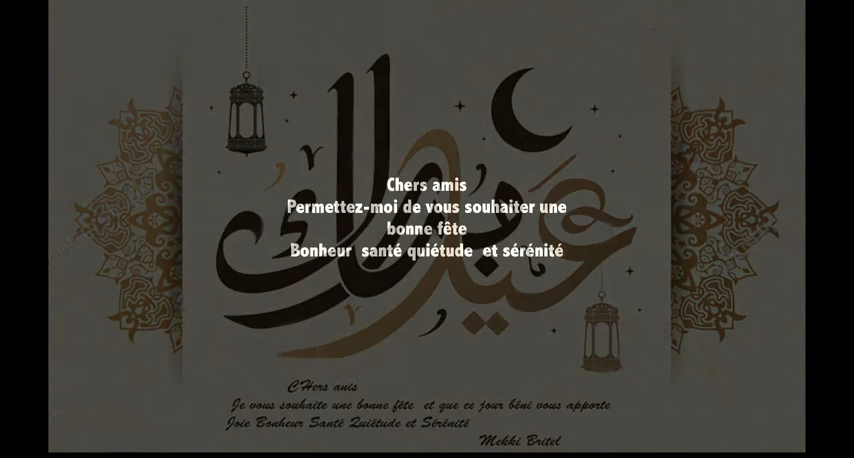 عيد مبارك
Chers amis
Permettez-moi de vous souhaiter une
bonne fête
Bonheur santé quiétude et sérénité
CHers anis
Je vous souhaite une bonne fête et que ce jour béni vous apporte
Joie Bonheur Santé Quiétude et Sérénité
Mekki Britel